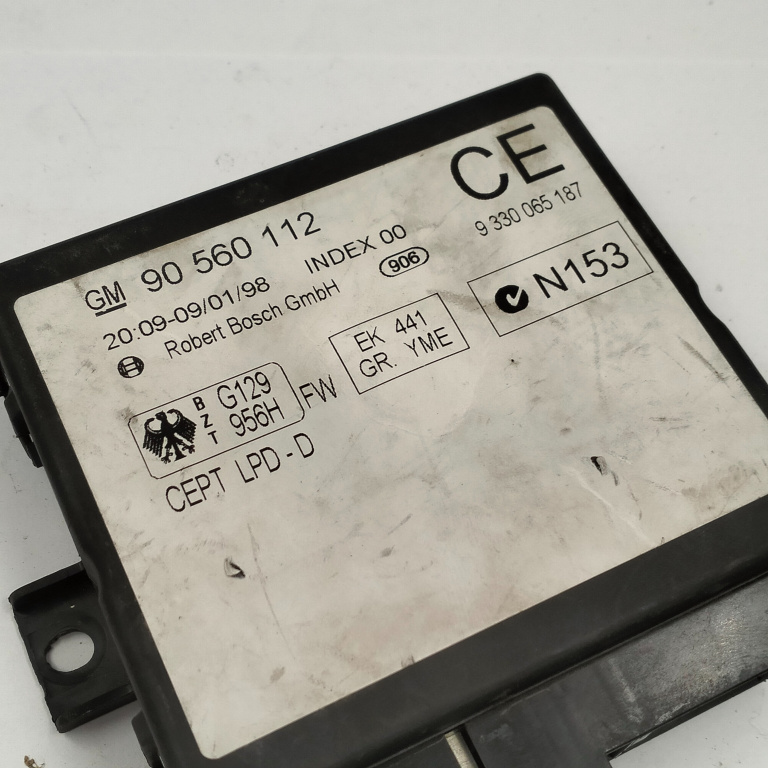 CE
9 330 065 187
GM 90 560 112
20:09-09/01/98 INDEX 00
Robert Bosch GmbH 906
N153
EK 441
GR. YME
BZT G129
956H FW
CEPT LPD-D